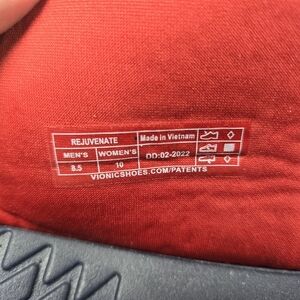 REJUVENATE Made in Vietnam
MEN'S WOMEN'S DD:02-2022
8.5 10
VIONICSHOES.COM/PATENTS